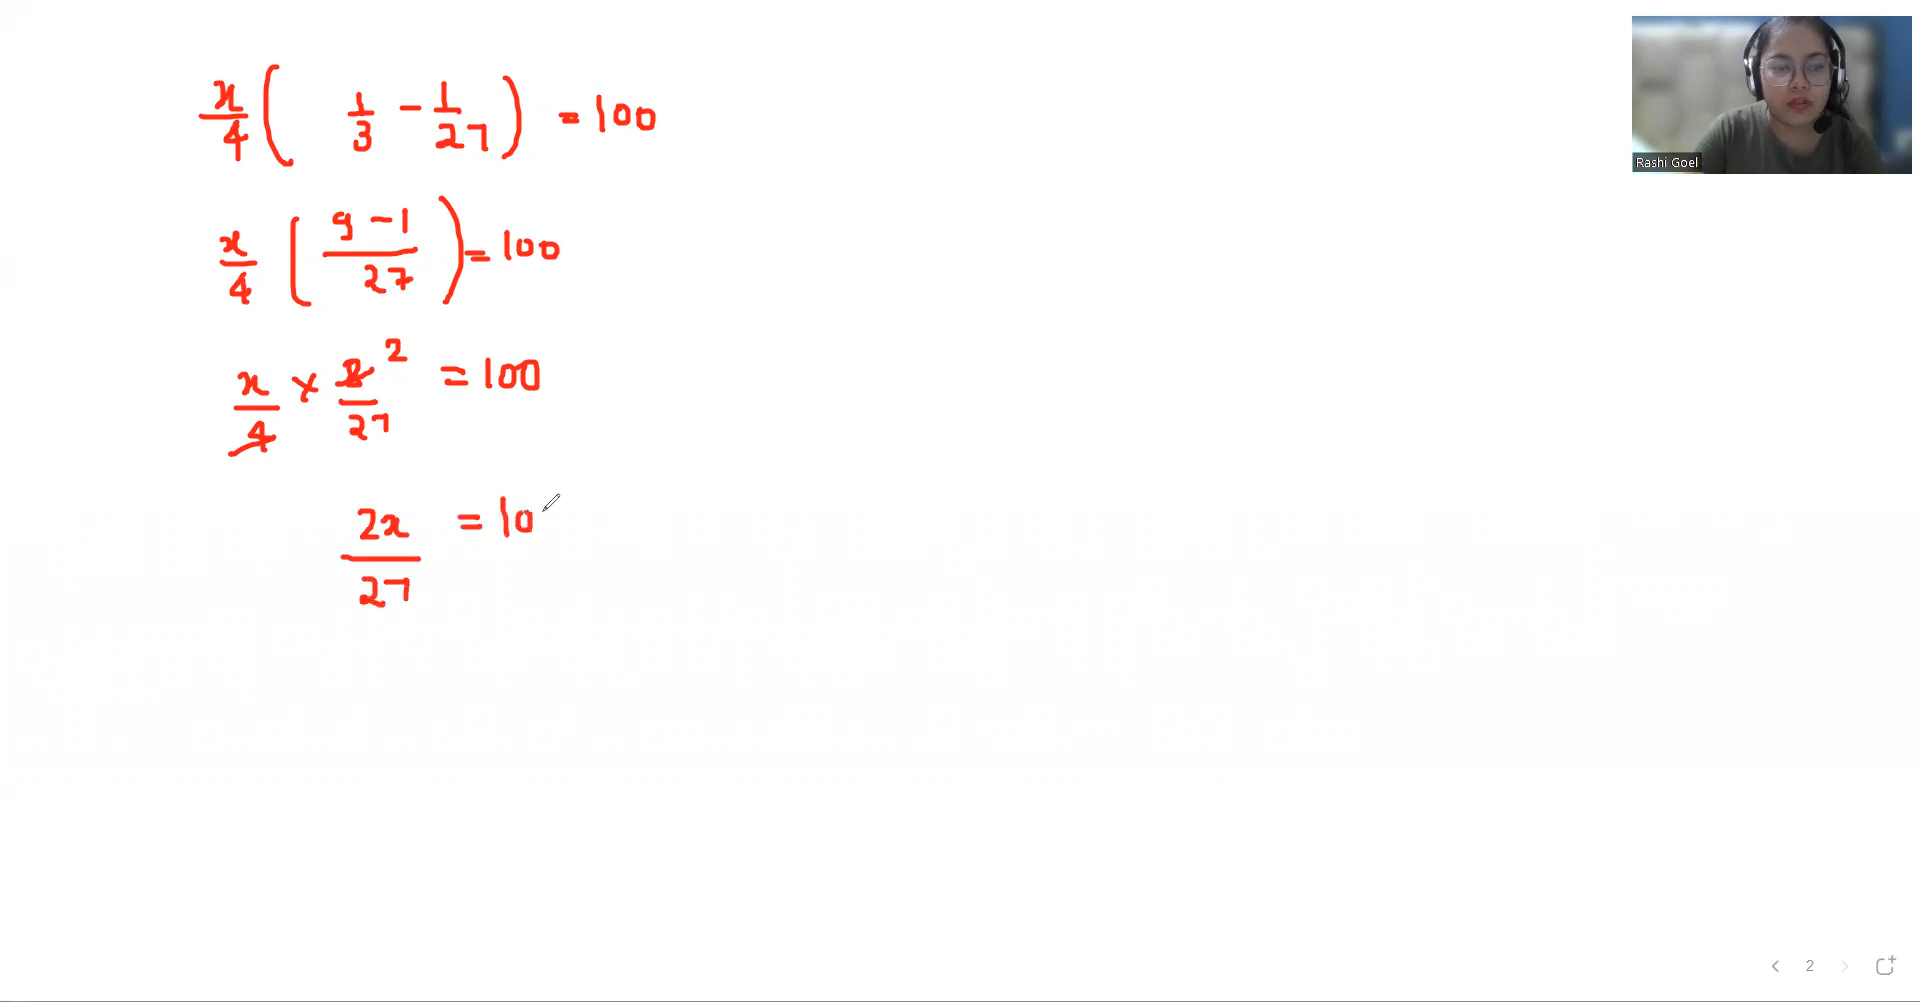 x/4 ( 1/3 - 1/27 ) = 100
x/4 ( 9-1/27 ) = 100
x/4 × 8/27 2 = 100
2x/27 = 10
Rashi Goel
2